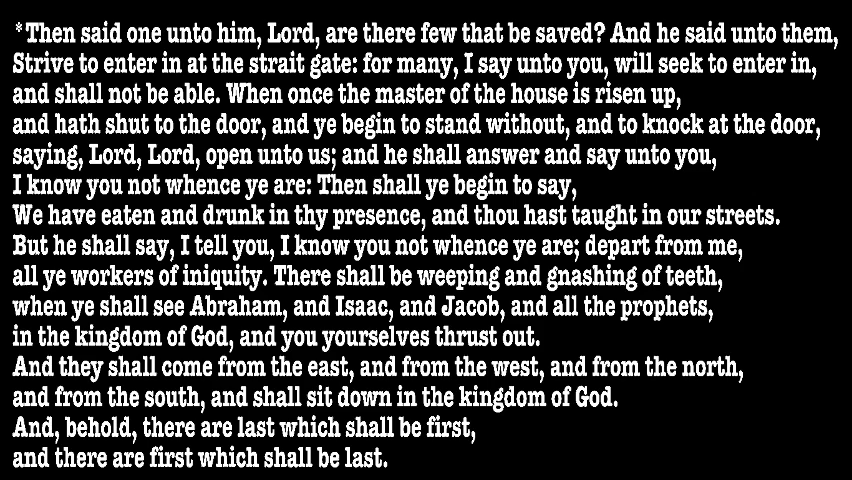 *Then said one unto him, Lord, are there few that be saved? And he said unto them,
Strive to enter in at the strait gate: for many, I say unto you, will seek to enter in,
and shall not be able. When once the master of the house is risen up,
and hath shut to the door, and ye begin to stand without, and to knock at the door,
saying, Lord, Lord, open unto us; and he shall answer and say unto you,
I know you not whence ye are: Then shall ye begin to say,
We have eaten and drunk in thy presence, and thou hast taught in our streets.
But he shall say, I tell you, I know you not whence ye are; depart from me,
all ye workers of iniquity. There shall be weeping and gnashing of teeth,
when ye shall see Abraham, and Isaac, and Jacob, and all the prophets,
in the kingdom of God, and you yourselves thrust out.
And they shall come from the east, and from the west, and from the north,
and from the south, and shall sit down in the kingdom of God.
And, behold, there are last which shall be first,
and there are first which shall be last.